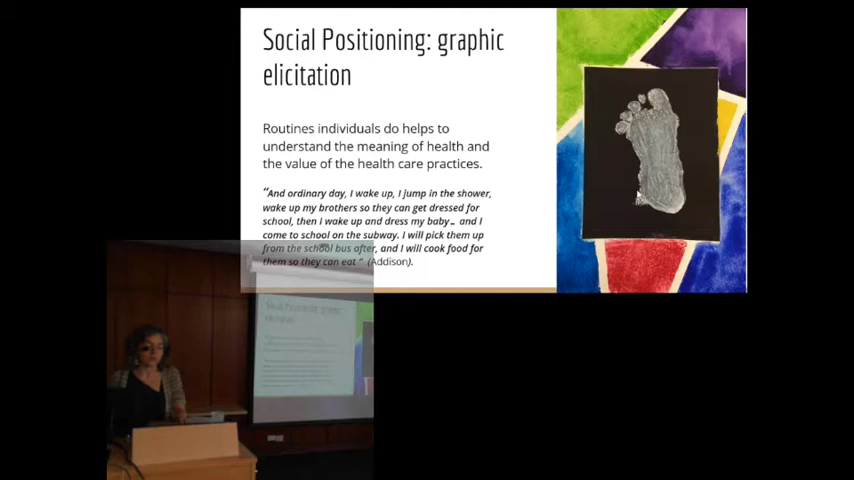 Social Positioning: graphic
elicitation
Routines individuals do helps to
understand the meaning of health and
the value of the health care practices.
“And ordinary day, I wake up, I jump in the shower,
wake up my brothers so they can get dressed for
school, then I wake up and dress my baby… and I
come to school on the subway. I will pick them up
from the school bus after, and I will cook food for
them so they can eat “ (Addison).
Social Positioning: graphic
elicitation